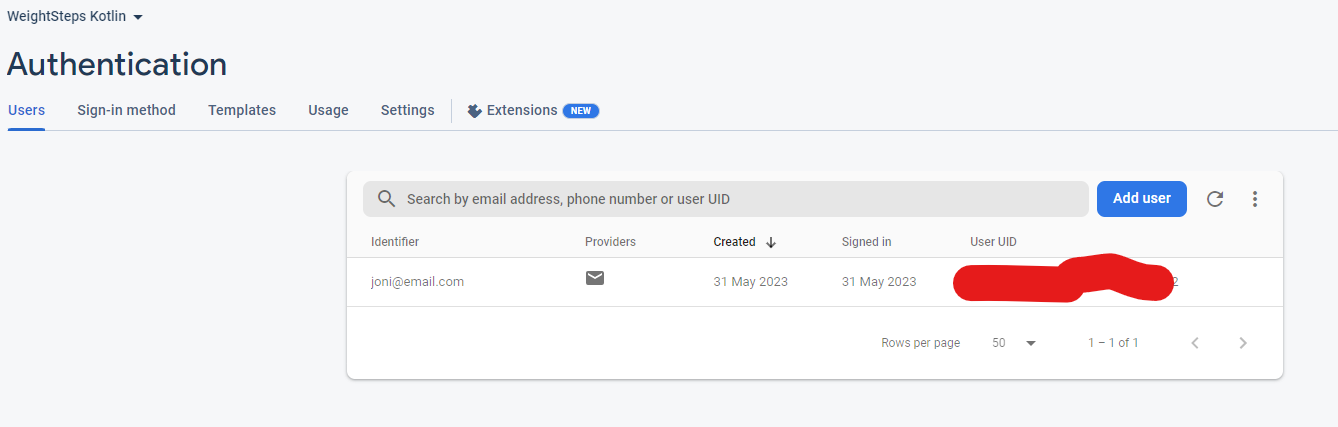 WeightSteps Kotlin
Authentication
Users Sign-in method Templates Usage Settings Extensions NEW
Search by email address, phone number or user UID Add user
Identifier Providers Created Signed in User UID
joni@email.com 31 May 2023 31 May 2023 2
Rows per page 50 1 – 1 of 1